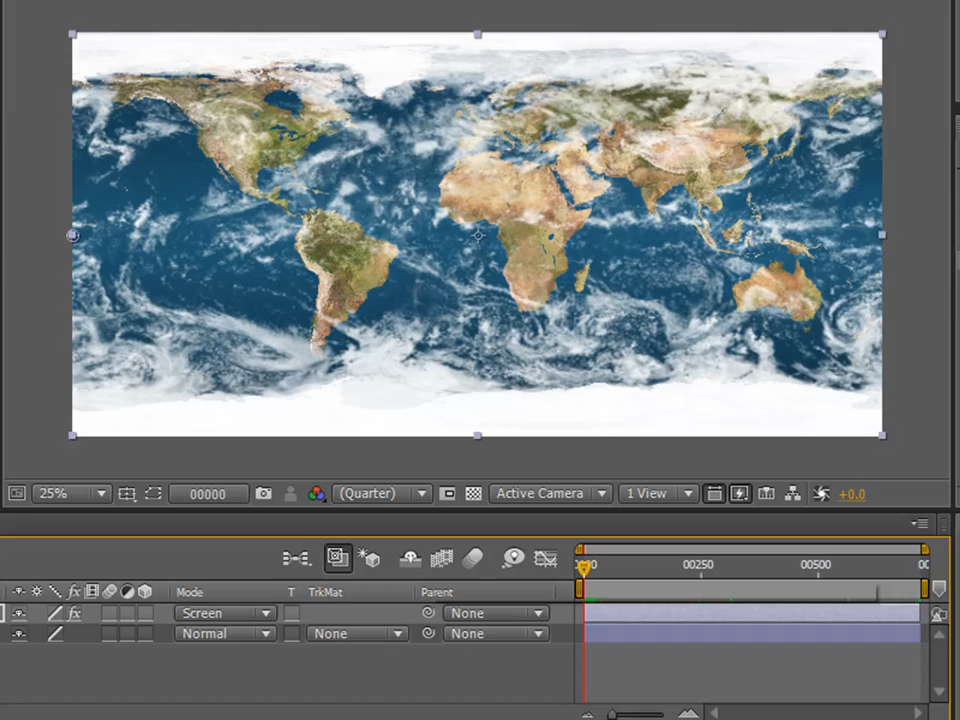 25% 00000 (Quarter) Active Camera 1 View +0.0
00250 00500
Mode T TrkMat Parent
Screen None
Normal None None